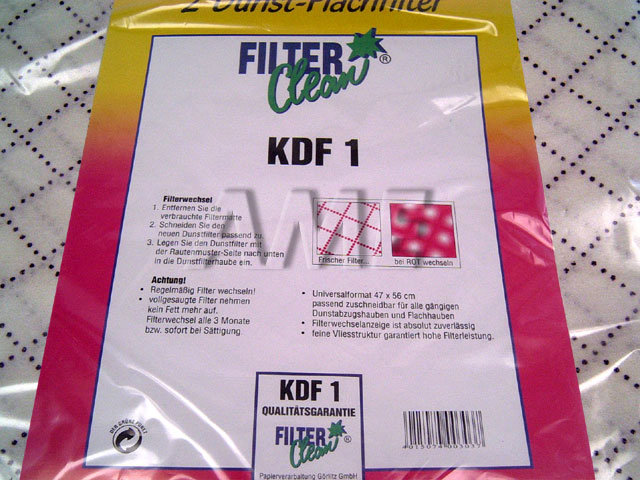 2 Dunst-Flachfilter
FILTER
Clean ®
KDF 1
Filterwechsel
1. Entfernen Sie die
verbrauchte Filtermatte
2. Schneiden Sie den
neuen Dunstfilter passend zu.
3. Legen Sie den Dunstfilter mit
der Rautenmuster-Seite nach unten
in die Dunstfilterhaube ein.
Frischer Filter...
bei ROT wechseln
Achtung!
• Regelmäßig Filter wechseln!
• vollgesaugte Filter nehmen
kein Fett mehr auf.
Filterwechsel alle 3 Monate
bzw. sofort bei Sättigung.
• Universalformat 47 x 56 cm
passend zuschneidbar für alle gängigen
Dunstabzugshauben und Flachhauben
• Filterwechselanzeige ist absolut zuverlässig
• feine Vliesstruktur garantiert hohe Filterleistung.
KDF 1
QUALITÄTSGARANTIE
FILTER
Clean ®
Papierverarbeitung Görlitz GmbH
DER GRÜNE PUNKT
4015074003037